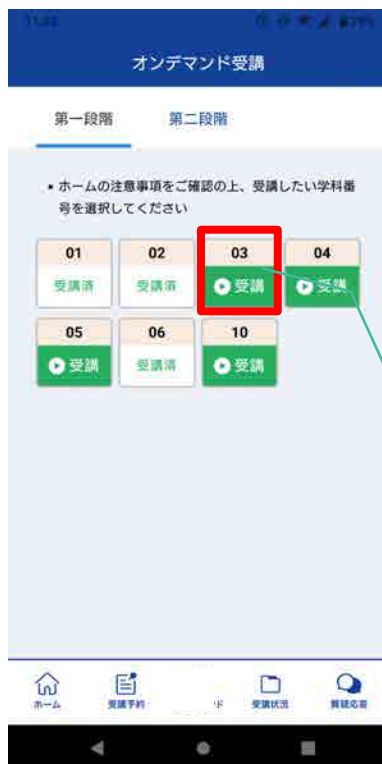 オンデマンド受講
第一段階 第二段階
• ホームの注意事項をご確認の上、受講したい学科番
号を選択してください
01 02 03 04
受講済 受講済 受講 受講
05 06 10
受講 受講済 受講
ホーム 受講予約 ド 受講状況 質疑応答